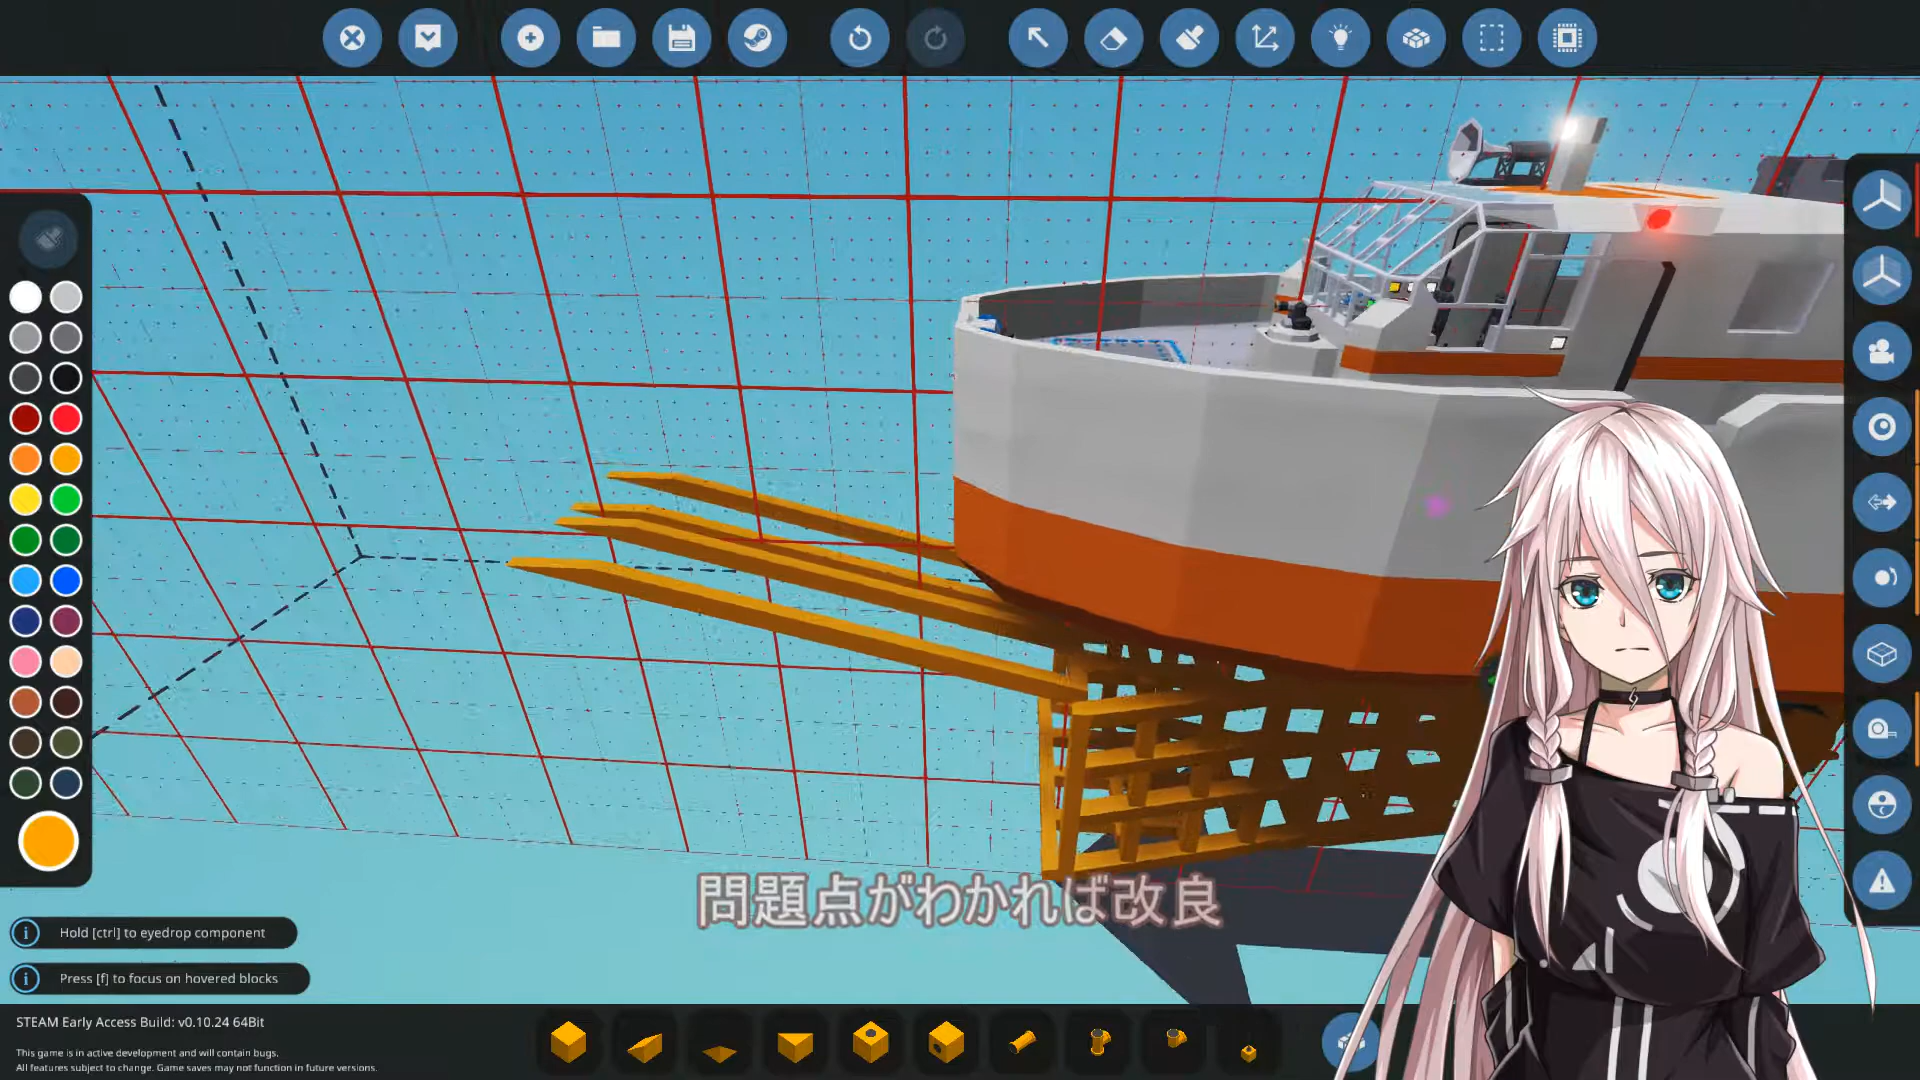 問題点がわかれば改良
Hold [ctrl] to eyedrop component
Press [f] to focus on hovered blocks
STEAM Early Access Build: v0.10.24 64Bit
This game is in active development and will contain bugs.
All features subject to change. Game saves may not function in future versions.